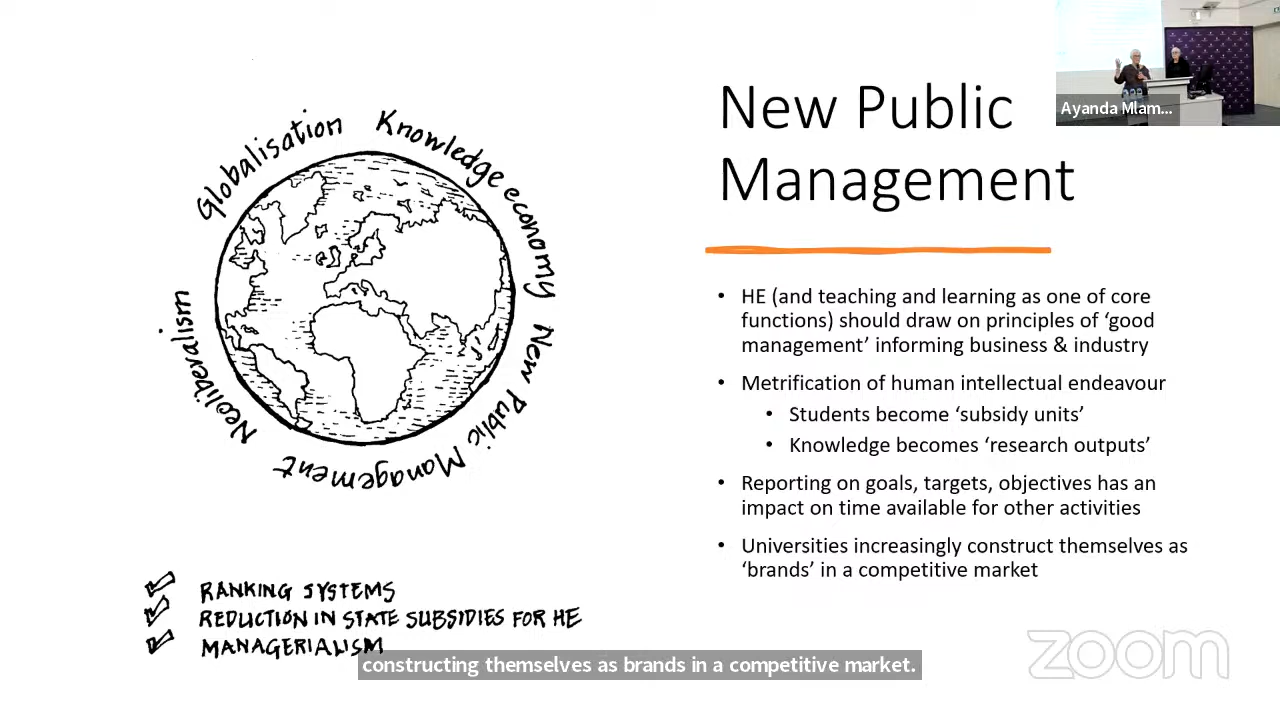 Globalisation
Knowledge economy
New Public Management
Neoliberalism
RANKING SYSTEMS
REDUCTION IN STATE SUBSIDIES FOR HE
MANAGERIALISM
New Public
Management
• HE (and teaching and learning as one of core
functions) should draw on principles of ‘good
management’ informing business & industry
• Metrification of human intellectual endeavour
• Students become ‘subsidy units’
• Knowledge becomes ‘research outputs’
• Reporting on goals, targets, objectives has an
impact on time available for other activities
• Universities increasingly construct themselves as
‘brands’ in a competitive market
Ayanda Mlam...
constructing themselves as brands in a competitive market.
zoom